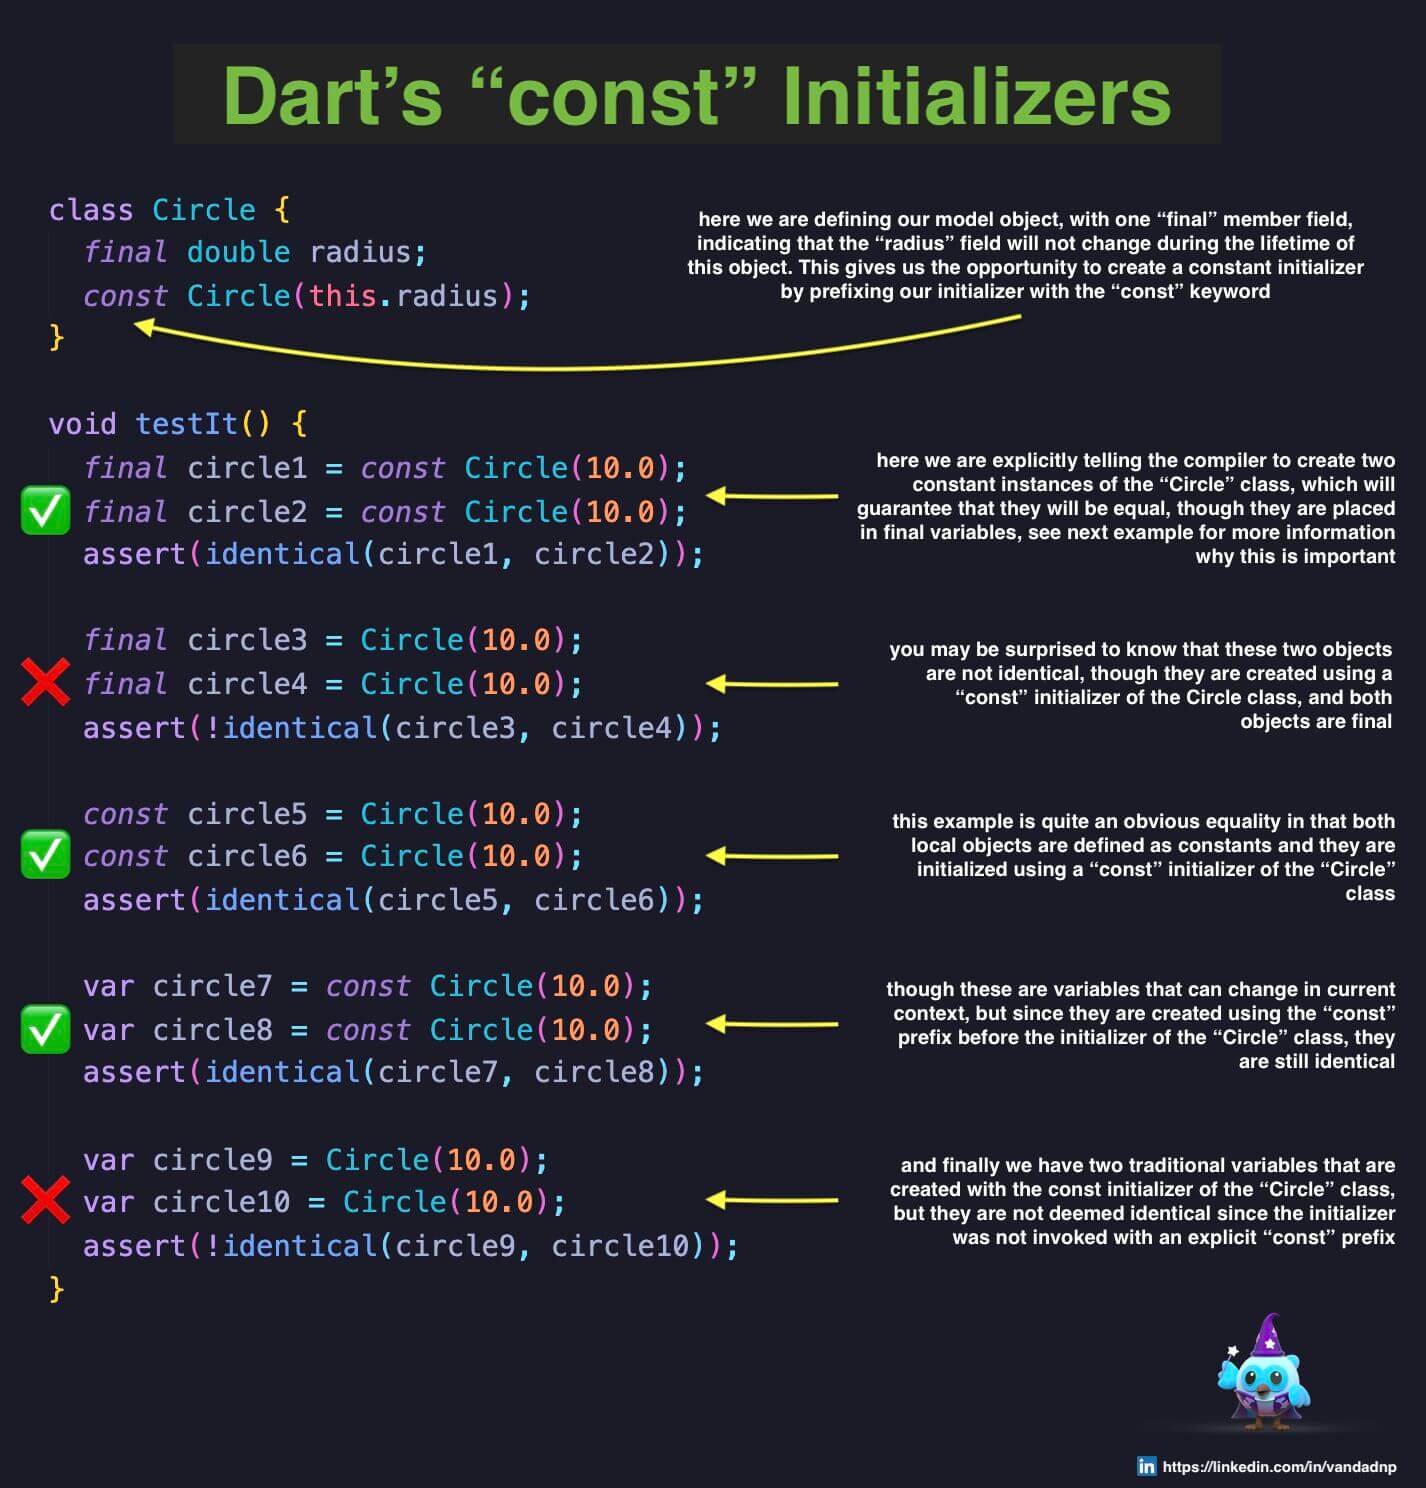 Dart’s “const” Initializers
class Circle {
final double radius;
const Circle(this.radius);
}
here we are defining our model object, with one “final” member field,
indicating that the “radius” field will not change during the lifetime of
this object. This gives us the opportunity to create a constant initializer
by prefixing our initializer with the “const” keyword
void testIt() {
final circle1 = const Circle(10.0);
final circle2 = const Circle(10.0);
assert(identical(circle1, circle2));
here we are explicitly telling the compiler to create two
constant instances of the “Circle” class, which will
guarantee that they will be equal, though they are placed
in final variables, see next example for more information
why this is important
final circle3 = Circle(10.0);
final circle4 = Circle(10.0);
assert(!identical(circle3, circle4));
you may be surprised to know that these two objects
are not identical, though they are created using a
“const” initializer of the Circle class, and both
objects are final
const circle5 = Circle(10.0);
const circle6 = Circle(10.0);
assert(identical(circle5, circle6));
this example is quite an obvious equality in that both
local objects are defined as constants and they are
initialized using a “const” initializer of the “Circle”
class
var circle7 = const Circle(10.0);
var circle8 = const Circle(10.0);
assert(identical(circle7, circle8));
though these are variables that can change in current
context, but since they are created using the “const”
prefix before the initializer of the “Circle” class, they
are still identical
var circle9 = Circle(10.0);
var circle10 = Circle(10.0);
assert(!identical(circle9, circle10));
}
and finally we have two traditional variables that are
created with the const initializer of the “Circle” class,
but they are not deemed identical since the initializer
was not invoked with an explicit “const” prefix
in https://linkedin.com/in/vandadnp